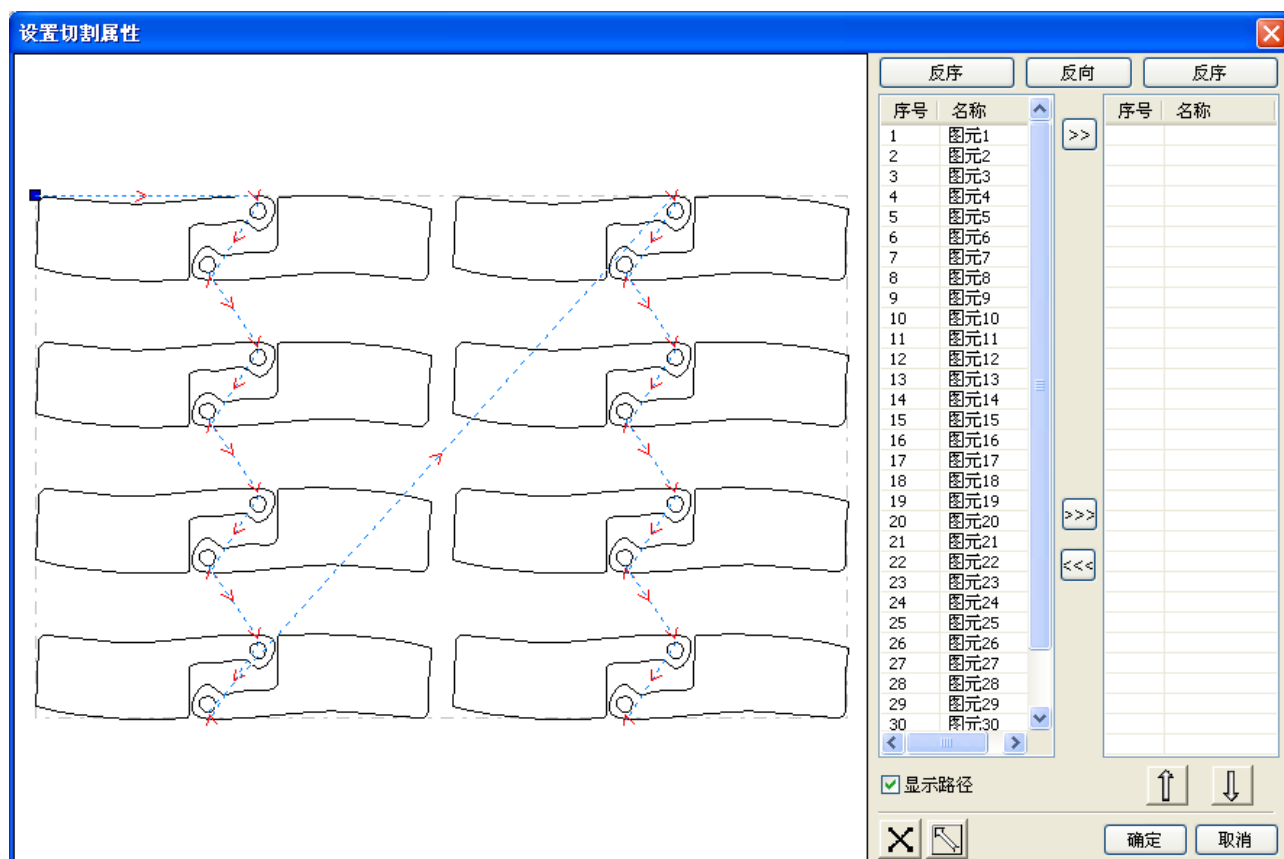 设置切割属性
反序 反向 反序
序号 名称 序号 名称
1 图元1 >>
2 图元2
3 图元3
4 图元4
5 图元5
6 图元6
7 图元7
8 图元8
9 图元9
10 图元10
11 图元11
12 图元12
13 图元13
14 图元14
15 图元15
16 图元16
17 图元17
18 图元18
19 图元19
20 图元20 >>>
21 图元21
22 图元22 <<<
23 图元23
24 图元24
25 图元25
26 图元26
27 图元27
28 图元28
29 图元29
30 图元30
显示路径
确定 取消